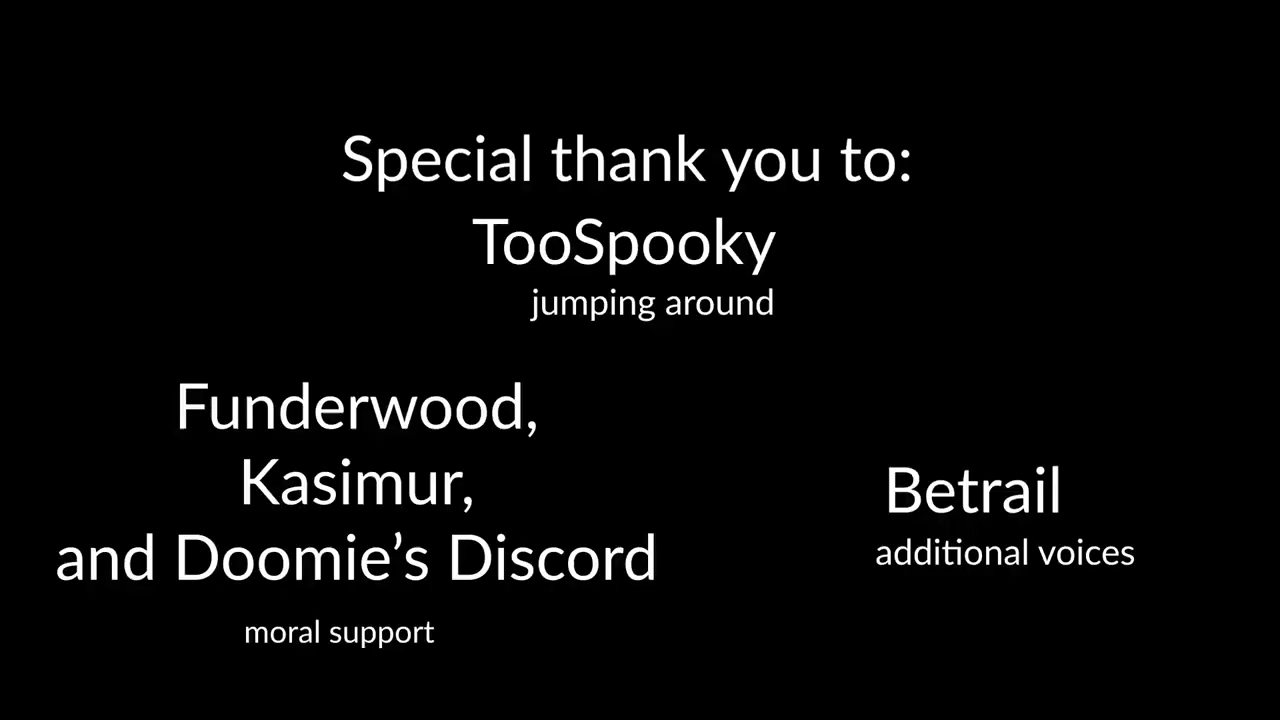 Special thank you to:
TooSpooky
jumping around
Funderwood,
Kasimur,
and Doomie’s Discord
moral support
Betrail
additional voices